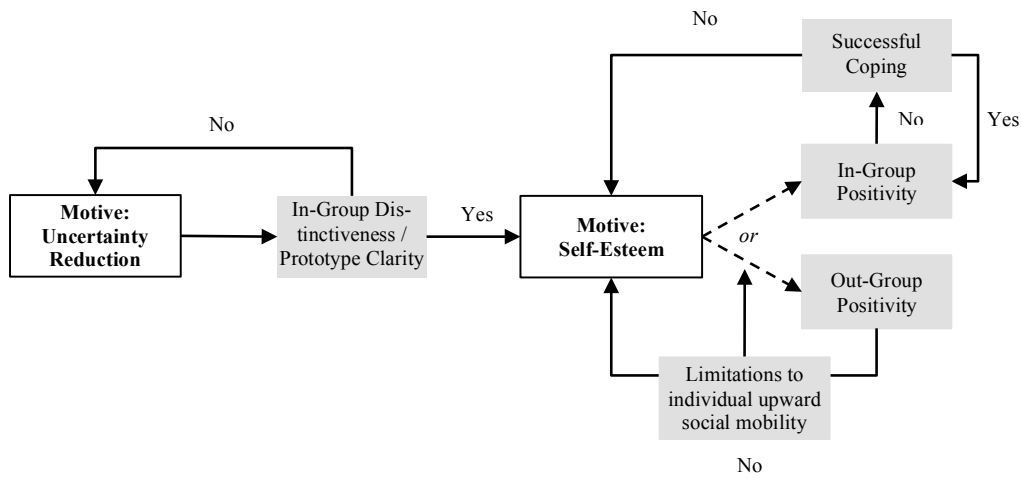 No
Successful
Coping
No
Yes
No
In-Group
Positivity
Motive:
Uncertainty
Reduction
In-Group Dis-
tinctiveness /
Prototype Clarity
Yes
Motive:
Self-Esteem
or
Out-Group
Positivity
Limitations to
individual upward
social mobility
No